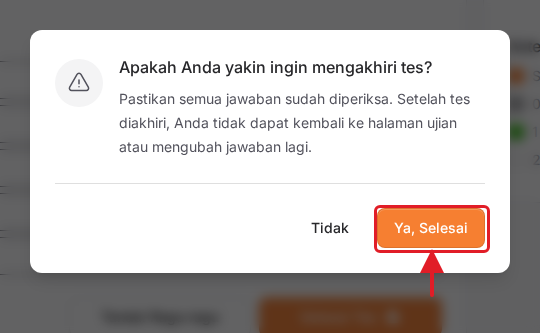 Apakah Anda yakin ingin mengakhiri tes?
Pastikan semua jawaban sudah diperiksa. Setelah tes
diakhiri, Anda tidak dapat kembali ke halaman ujian
atau mengubah jawaban lagi.
Tidak
Ya, Selesai